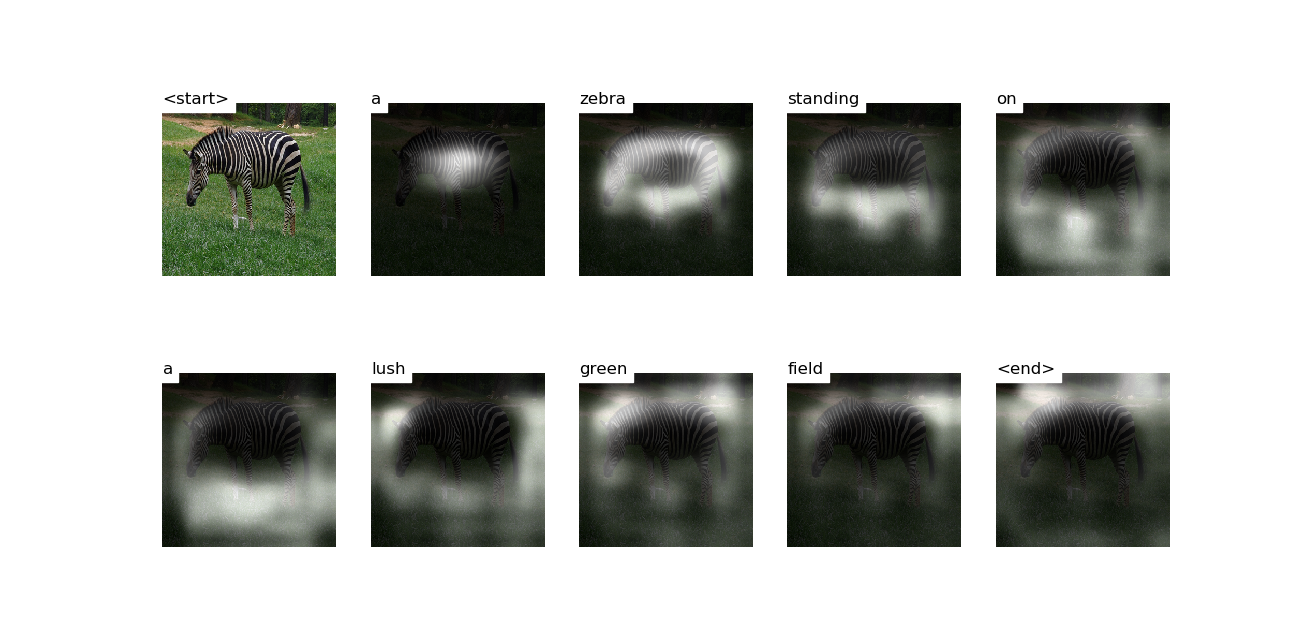 <start> a zebra standing on
a lush green field <end>